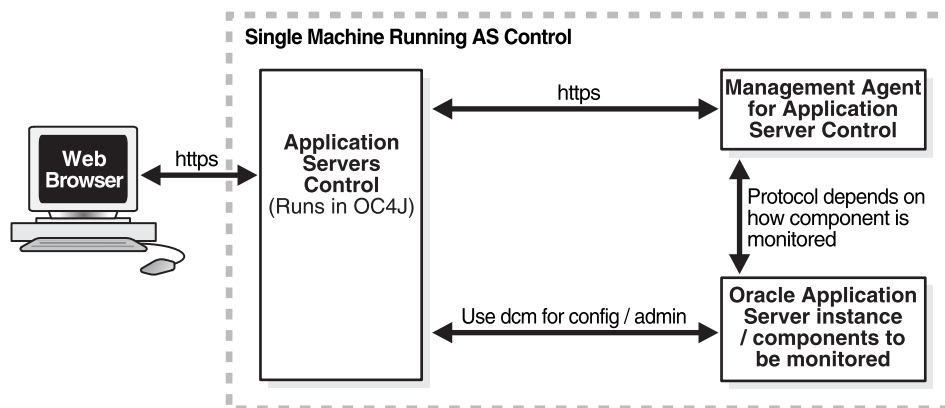 Single Machine Running AS Control
Web
Browser
https
Application
Servers
Control
(Runs in OC4J)
https
Management Agent
for Application
Server Control
Protocol depends on
how component is
monitored
Use dcm for config / admin
Oracle Application
Server instance
/ components to
be monitored